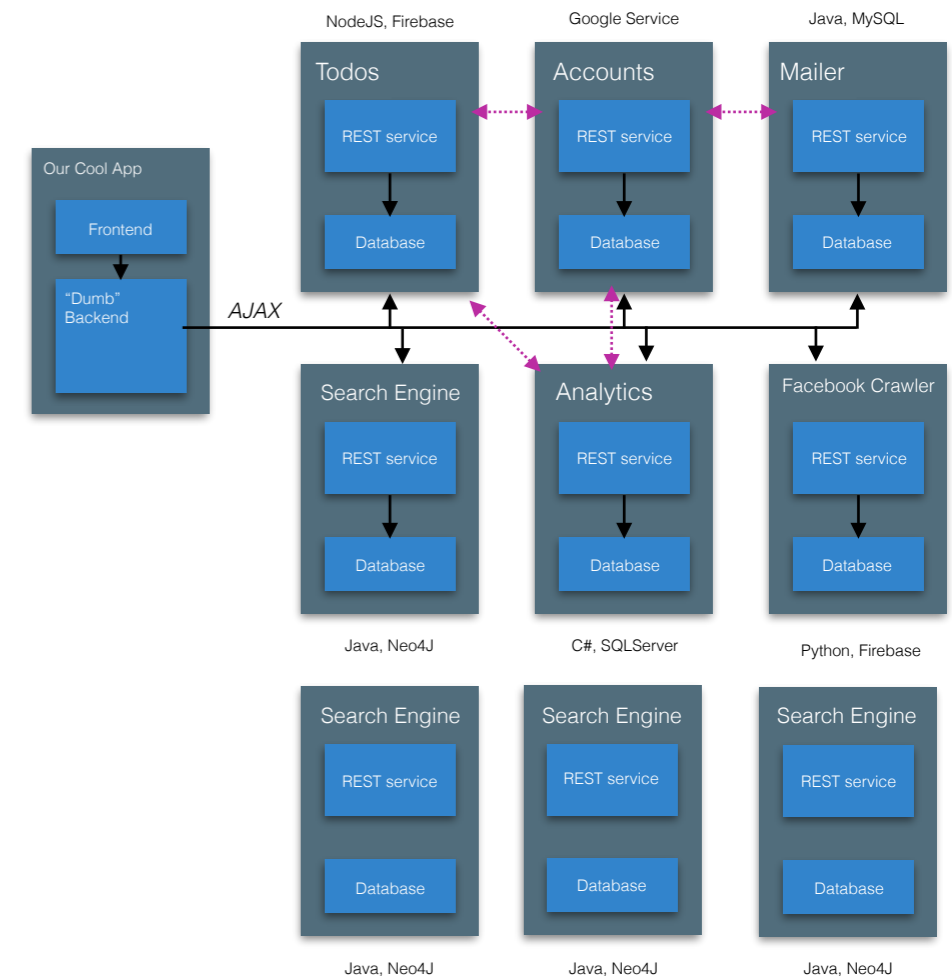 NodeJS, Firebase
Google Service
Java, MySQL
Todos
REST service
Database
Accounts
REST service
Database
Mailer
REST service
Database
Our Cool App
Frontend
“Dumb”
Backend
AJAX
Search Engine
REST service
Database
Analytics
REST service
Database
Facebook Crawler
REST service
Database
Java, Neo4J
C#, SQLServer
Python, Firebase
Search Engine
REST service
Database
Search Engine
REST service
Database
Search Engine
REST service
Database
Java, Neo4J
Java, Neo4J
Java, Neo4J